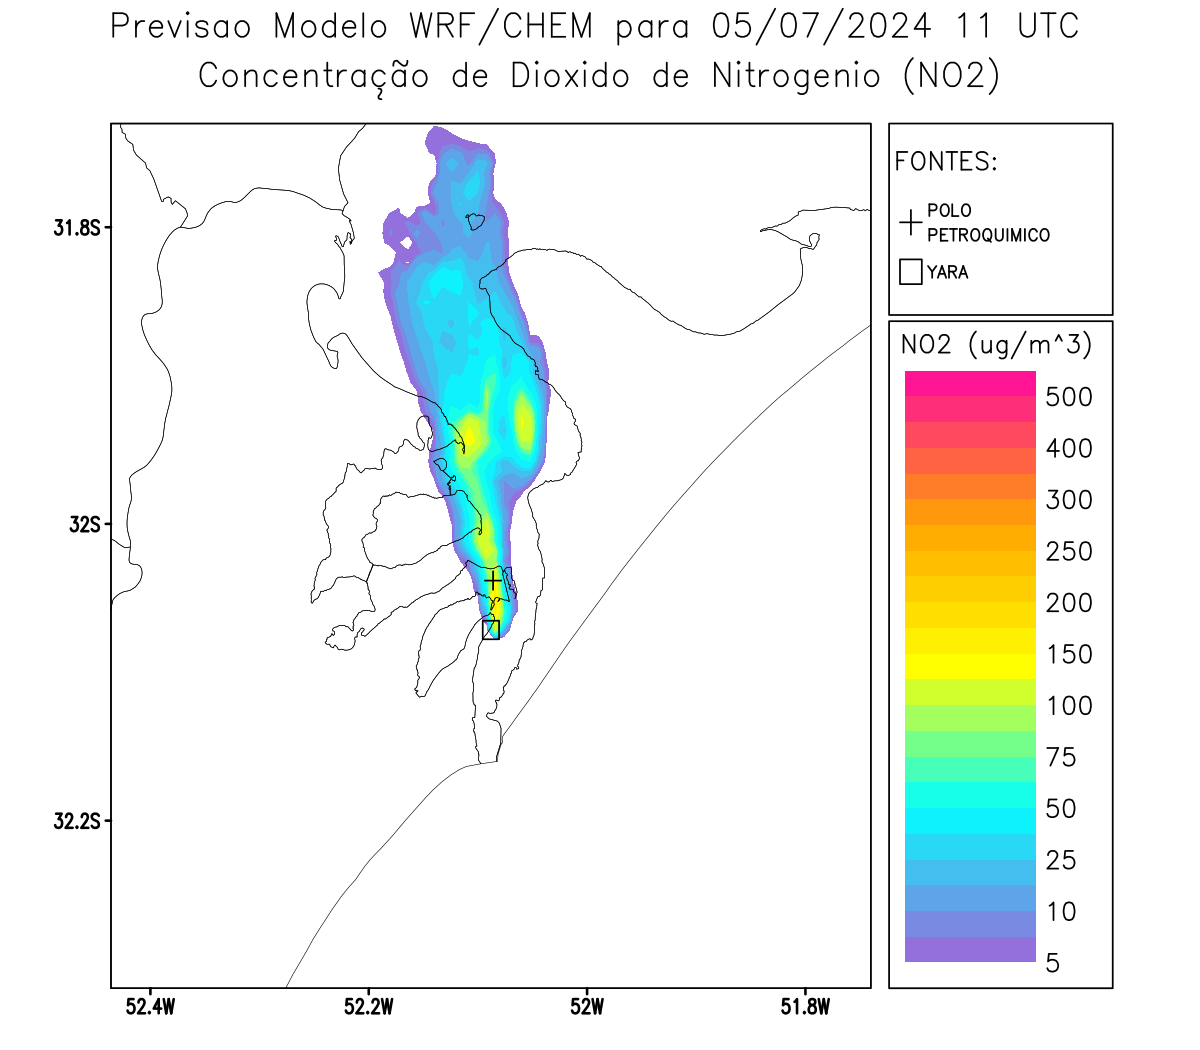 Previsao Modelo WRF/CHEM para 05/07/2024 11 UTC
Concentração de Dioxido de Nitrogenio (NO2)
FONTES:
POLO
PETROQUIMICO
YARA
31.8S
32S
32.2S
52.4W
52.2W
52W
51.8W
NO2 (ug/m^3)
500
400
300
250
200
150
100
75
50
25
10
5